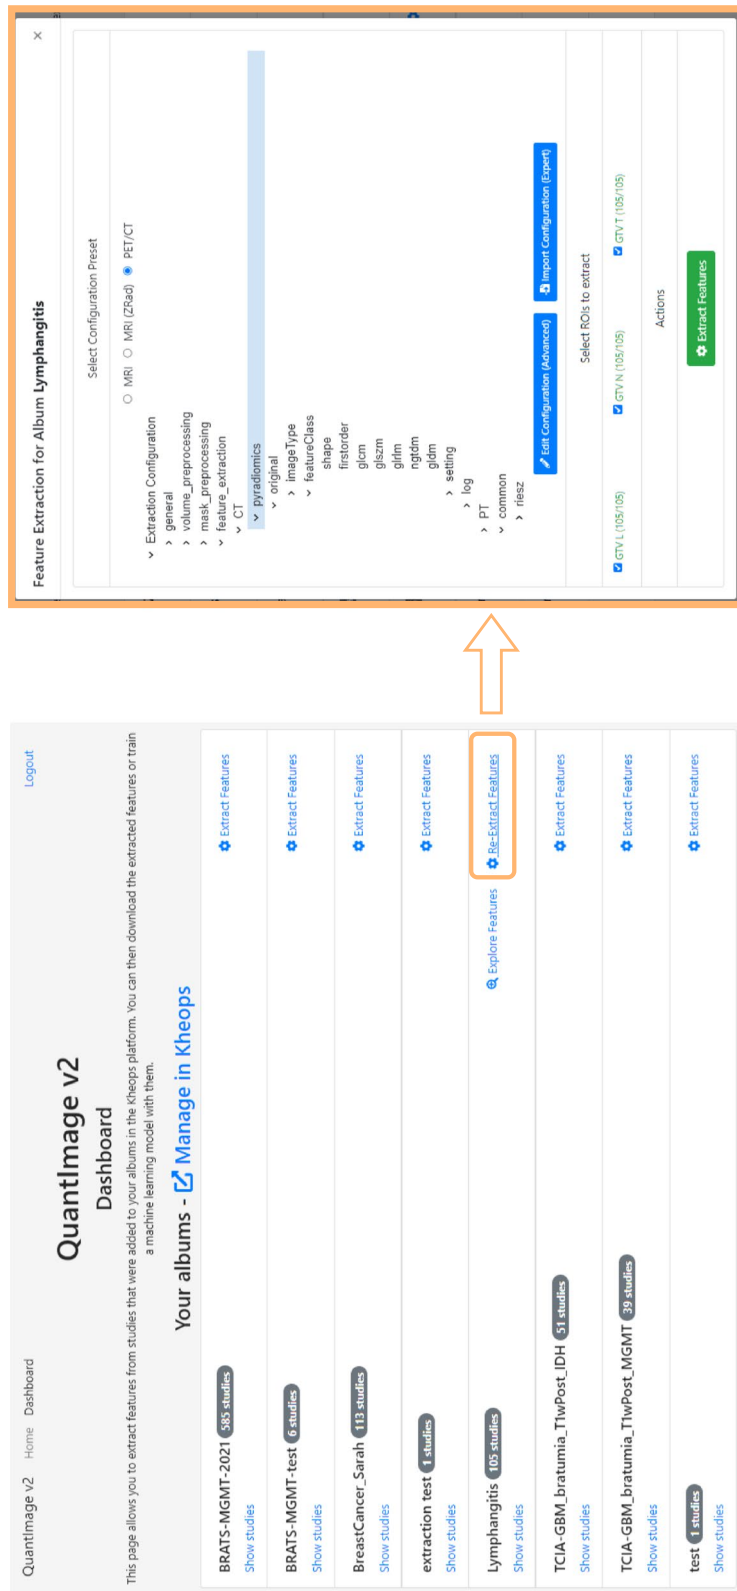 QuantImage v2 Home Dashboard Logout
QuantImage v2
Dashboard
This page allows you to extract features from studies that were added to your albums in the Kheops platform. You can then download the extracted features or train
a machine learning model with them.
Your albums - Manage in Kheops
BRATS-MGMT-2021 585 studies Extract Features
Show studies
BRATS-MGMT-test 6 studies Extract Features
Show studies
BreastCancer_Sarah 113 studies Extract Features
Show studies
extraction test 1 studies Extract Features
Show studies
Lymphangitis 105 studies Explore Features Re-Extract Features
Show studies
TCIA-GBM_bratumia_T1wPost_IDH 51 studies Extract Features
Show studies
TCIA-GBM_bratumia_T1wPost_MGMT 39 studies Extract Features
Show studies
test 1 studies Extract Features
Show studies
Feature Extraction for Album Lymphangitis ×
Select Configuration Preset
MRI MRI (ZRad) PET/CT
Extraction Configuration
general
volume_preprocessing
mask_preprocessing
feature_extraction
CT
pyradiomics
original
imageType
featureClass
shape
firstorder
glcm
glszm
glrlm
ngtdm
gldm
setting
log
PT
common
riesz
Edit Configuration (Advanced) Import Configuration (Expert)
Select ROIs to extract
GTV L (105/105) GTV N (105/105) GTV T (105/105)
Actions
Extract Features